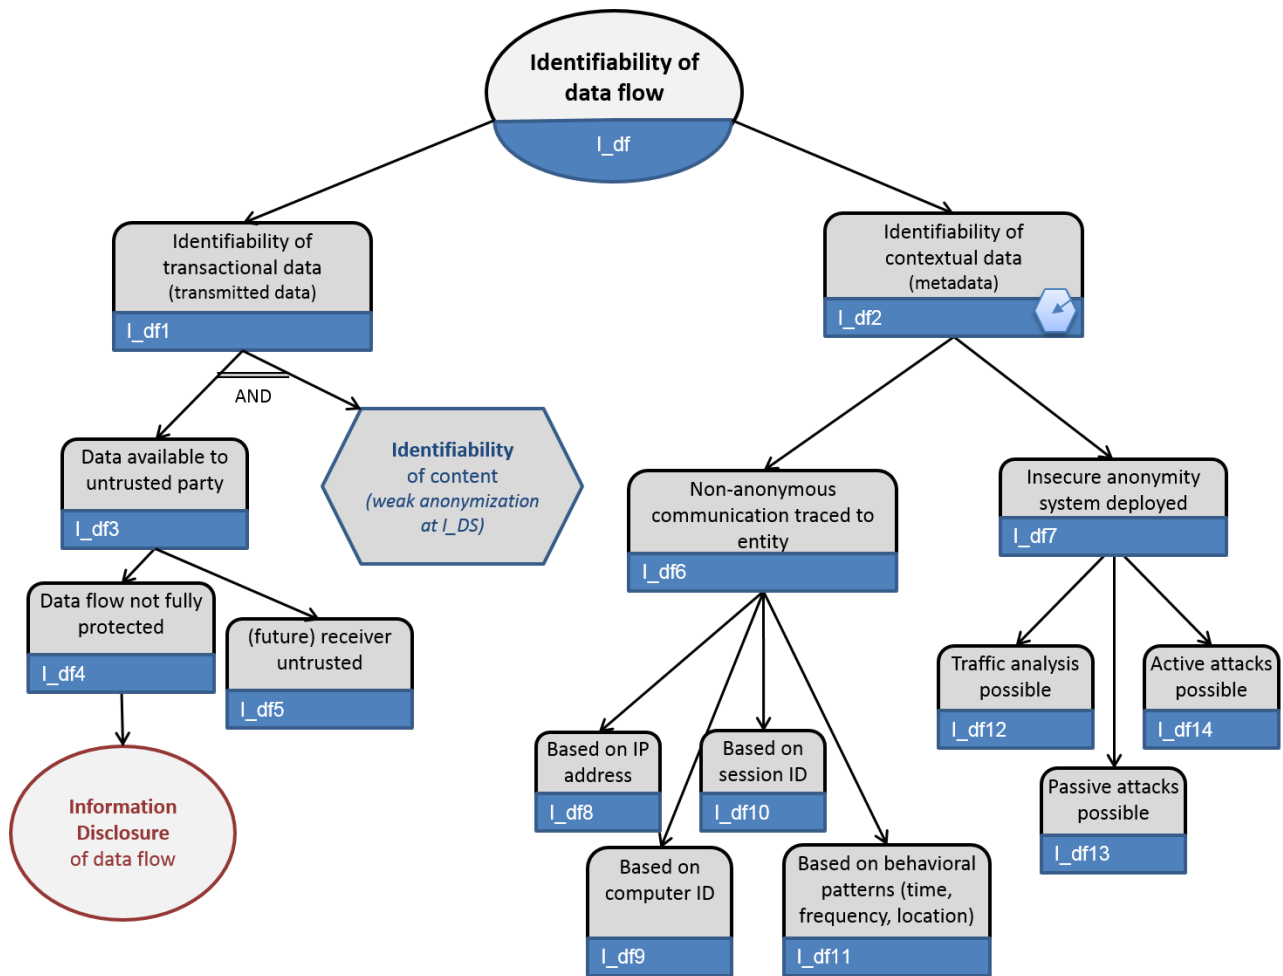 Identifiability of
data flow
I_df
Identifiability of
transactional data
(transmitted data)
I_df1
Identifiability of
contextual data
(metadata)
I_df2
AND
Data available to
untrusted party
I_df3
Identifiability
of content
(weak anonymization
at I_DS)
Non-anonymous
communication traced to
entity
I_df6
Insecure anonymity
system deployed
I_df7
Data flow not fully
protected
I_df4
(future) receiver
untrusted
I_df5
Traffic analysis
possible
I_df12
Active attacks
possible
I_df14
Based on IP
address
I_df8
Based on
session ID
I_df10
Passive attacks
possible
I_df13
Information
Disclosure
of data flow
Based on
computer ID
I_df9
Based on behavioral
patterns (time,
frequency, location)
I_df11